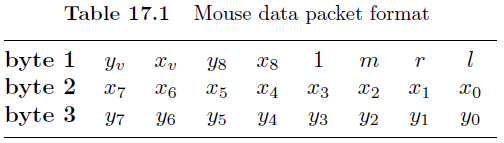 Table 17.1 Mouse data packet format
byte 1 y_v x_v y_8 x_8 1 m r l
byte 2 x_7 x_6 x_5 x_4 x_3 x_2 x_1 x_0
byte 3 y_7 y_6 y_5 y_4 y_3 y_2 y_1 y_0